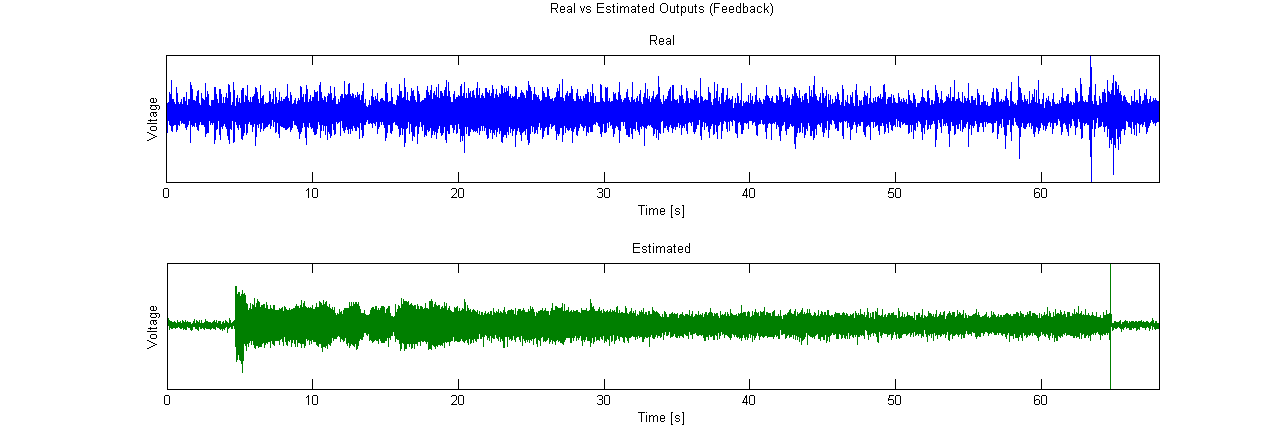 Real vs Estimated Outputs (Feedback)
Real
Voltage
0 10 20 30 40 50 60
Time [s]
Estimated
Voltage
0 10 20 30 40 50 60
Time [s]